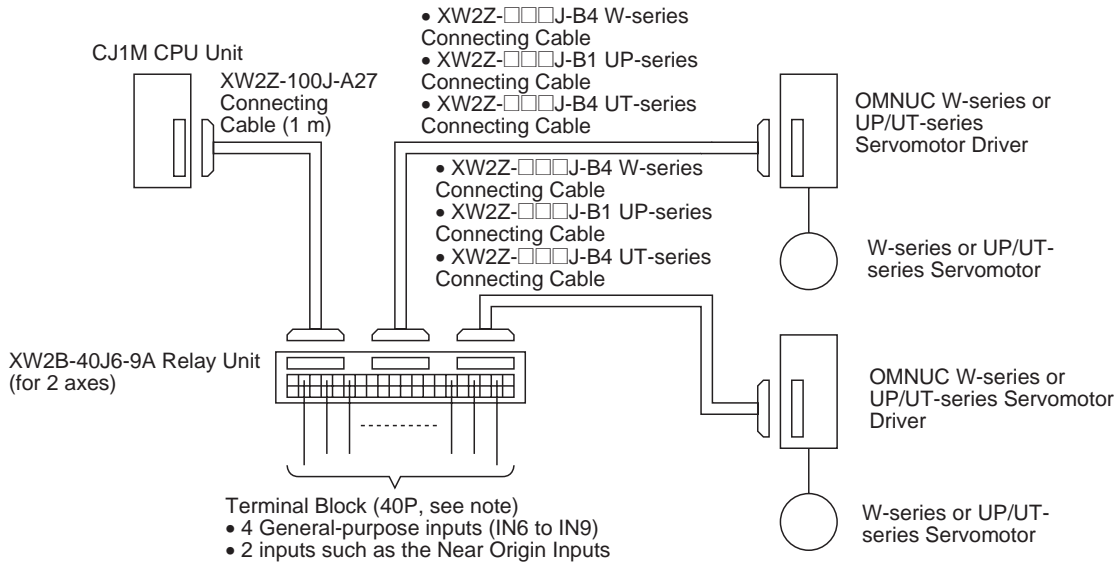 CJ1M CPU Unit
XW2Z-100J-A27
Connecting
Cable (1 m)
• XW2Z-□□□J-B4 W-series
Connecting Cable
• XW2Z-□□□J-B1 UP-series
Connecting Cable
• XW2Z-□□□J-B4 UT-series
Connecting Cable
OMNUC W-series or
UP/UT-series
Servomotor Driver
• XW2Z-□□□J-B4 W-series
Connecting Cable
• XW2Z-□□□J-B1 UP-series
Connecting Cable
• XW2Z-□□□J-B4 UT-series
Connecting Cable
W-series or UP/UT-
series Servomotor
XW2B-40J6-9A Relay Unit
(for 2 axes)
OMNUC W-series or
UP/UT-series Servomotor
Driver
Terminal Block (40P, see note)
• 4 General-purpose inputs (IN6 to IN9)
• 2 inputs such as the Near Origin Inputs
W-series or UP/UT-
series Servomotor